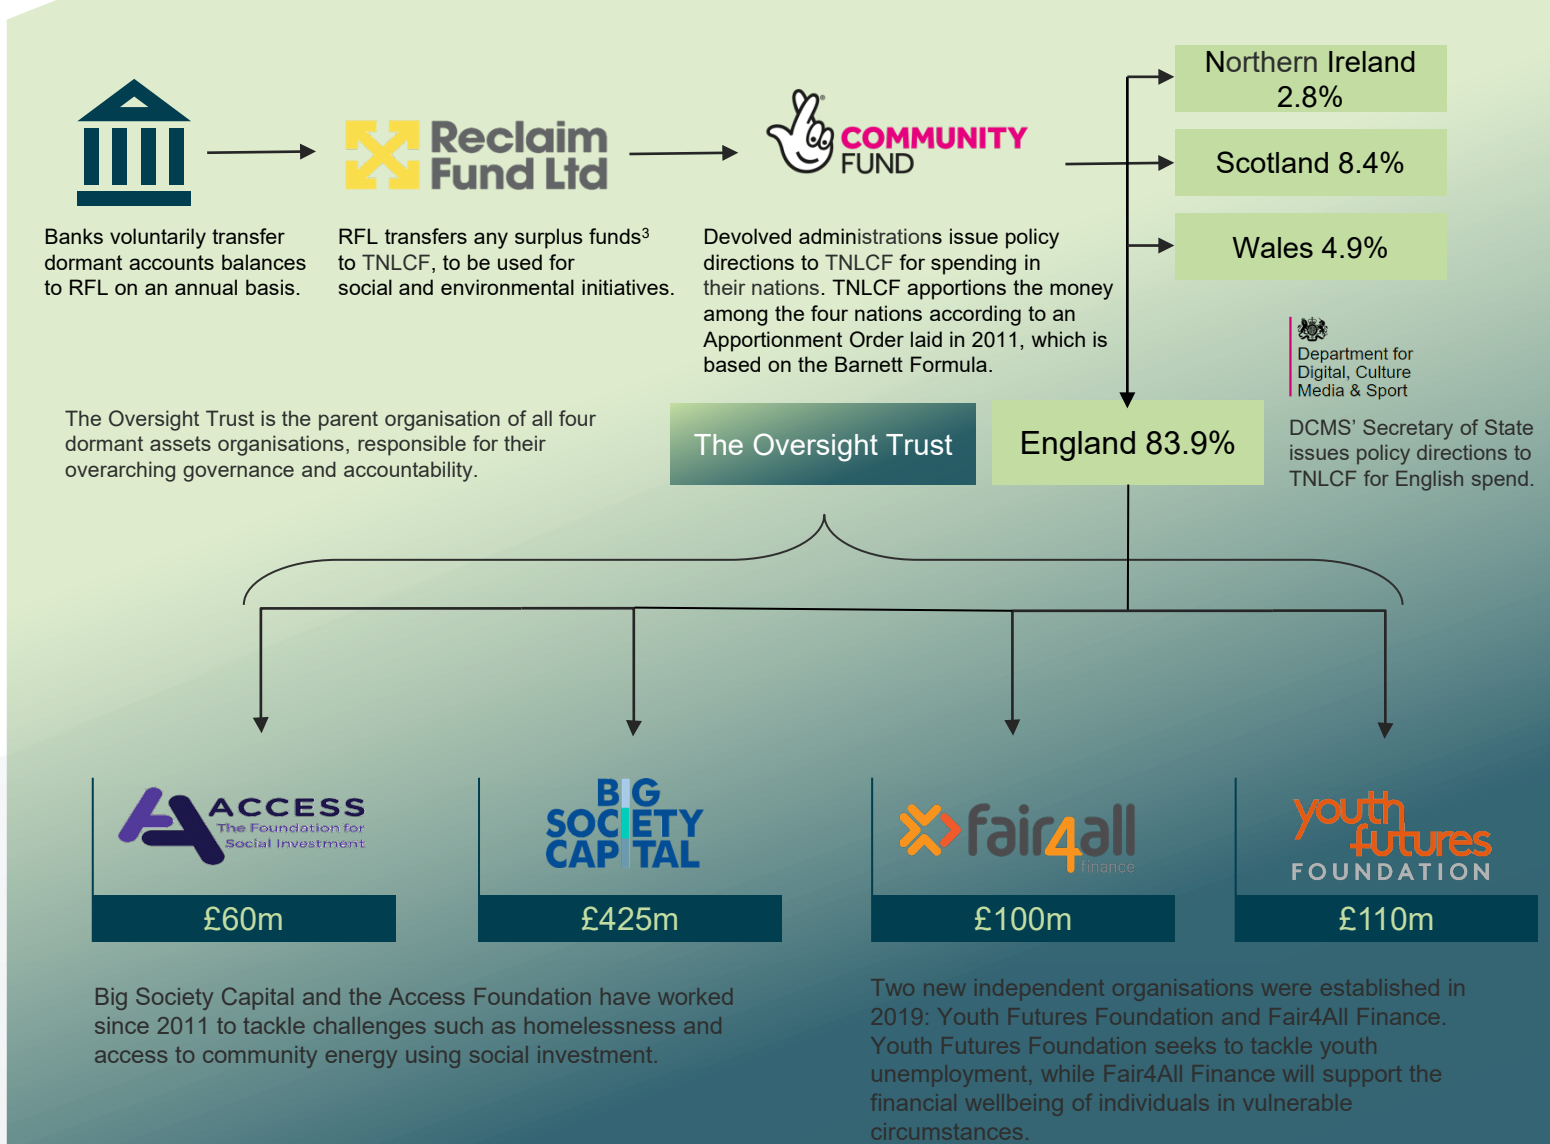 Reclaim
Fund Ltd
COMMUNITY
FUND
Northern Ireland
2.8%
Scotland 8.4%
Wales 4.9%
Banks voluntarily transfer
dormant accounts balances
to RFL on an annual basis.
RFL transfers any surplus funds³
to TNLCF, to be used for
social and environmental initiatives.
Devolved administrations issue policy
directions to TNLCF for spending in
their nations. TNLCF apportions the money
among the four nations according to an
Apportionment Order laid in 2011, which is
based on the Barnett Formula.
Department for
Digital, Culture
Media & Sport
The Oversight Trust is the parent organisation of all four
dormant assets organisations, responsible for their
overarching governance and accountability.
The Oversight Trust
England 83.9%
DCMS’ Secretary of State
issues policy directions to
TNLCF for English spend.
ACCESS
The Foundation for
Social Investment
BIG
SOCIETY
CAPITAL
fair4all
finance
youth
futures
FOUNDATION
£60m
£425m
£100m
£110m
Big Society Capital and the Access Foundation have worked
since 2011 to tackle challenges such as homelessness and
access to community energy using social investment.
Two new independent organisations were established in
2019: Youth Futures Foundation and Fair4All Finance.
Youth Futures Foundation seeks to tackle youth
unemployment, while Fair4All Finance will support the
financial wellbeing of individuals in vulnerable
circumstances.